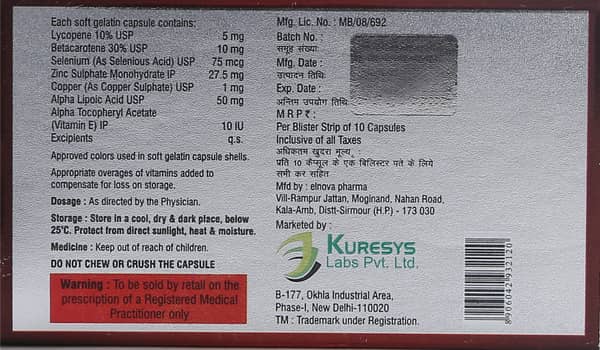 Each soft gelatin capsule contains:
Lycopene 10% USP 5 mg
Betacarotene 30% USP 10 mg
Selenium (As Selenious Acid) USP 75 mcg
Zinc Sulphate Monohydrate IP 27.5 mg
Copper (As Copper Sulphate) USP 1 mg
Alpha Lipoic Acid USP 50 mg
Alpha Tocopheryl Acetate
(Vitamin E) IP 10 IU
Excipients q.s.
Approved colors used in soft gelatin capsule shells.
Appropriate overages of vitamins added to
compensate for loss on storage.
Dosage : As directed by the Physician.
Storage : Store in a cool, dry & dark place, below
25°C. Protect from direct sunlight, heat & moisture.
Medicine : Keep out of reach of children.
DO NOT CHEW OR CRUSH THE CAPSULE
Warning : To be sold by retail on the
prescription of a Registered Medical
Practitioner only
Mfg. Lic. No. : MB/08/692
Batch No. :
समूह संख्या:
Mfg. Date :
उत्पादन तिथि:
Exp. Date :
अन्तिम उपयोग तिथि:
M R P ₹ :
Per Blister Strip of 10 Capsules
Inclusive of all Taxes
अधिकतम खुदरा मूल्य :
प्रति 10 कैप्सूल के एक बिलिस्टर पते के लिये
सभी कर सहित
Mfd by : elnova pharma
Vill-Rampur Jattan, Moginand, Nahan Road,
Kala-Amb, Distt-Sirmour (H.P.) - 173 030
Marketed by :
KURESYS
Labs Pvt. Ltd.
B-177, Okhla Industrial Area,
Phase-I, New Delhi-110020
TM : Trademark under Registration.
8 906042 932120